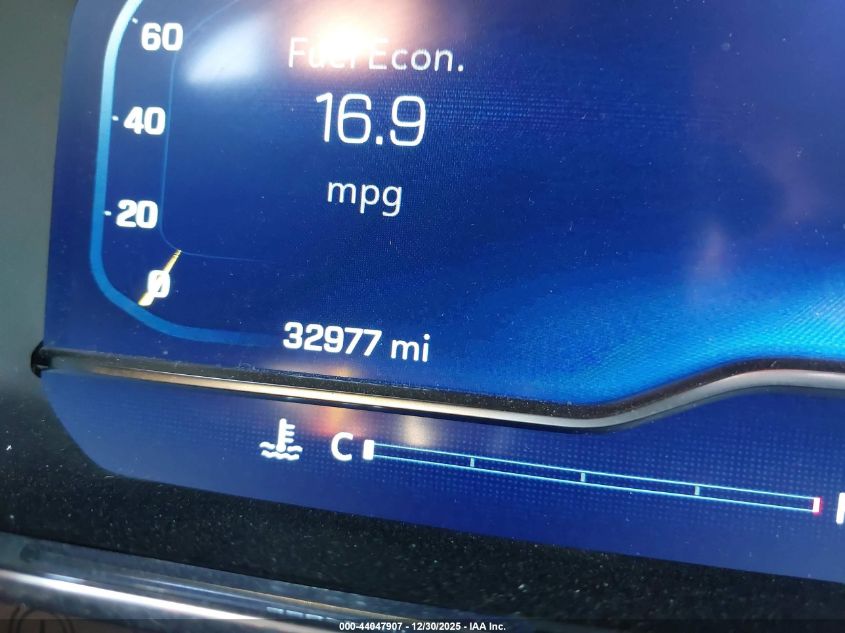 60
Fuel Econ.
40
16.9
mpg
20
0
32977 mi
C
000-44047907 - 12/30/2025 - IAA Inc.